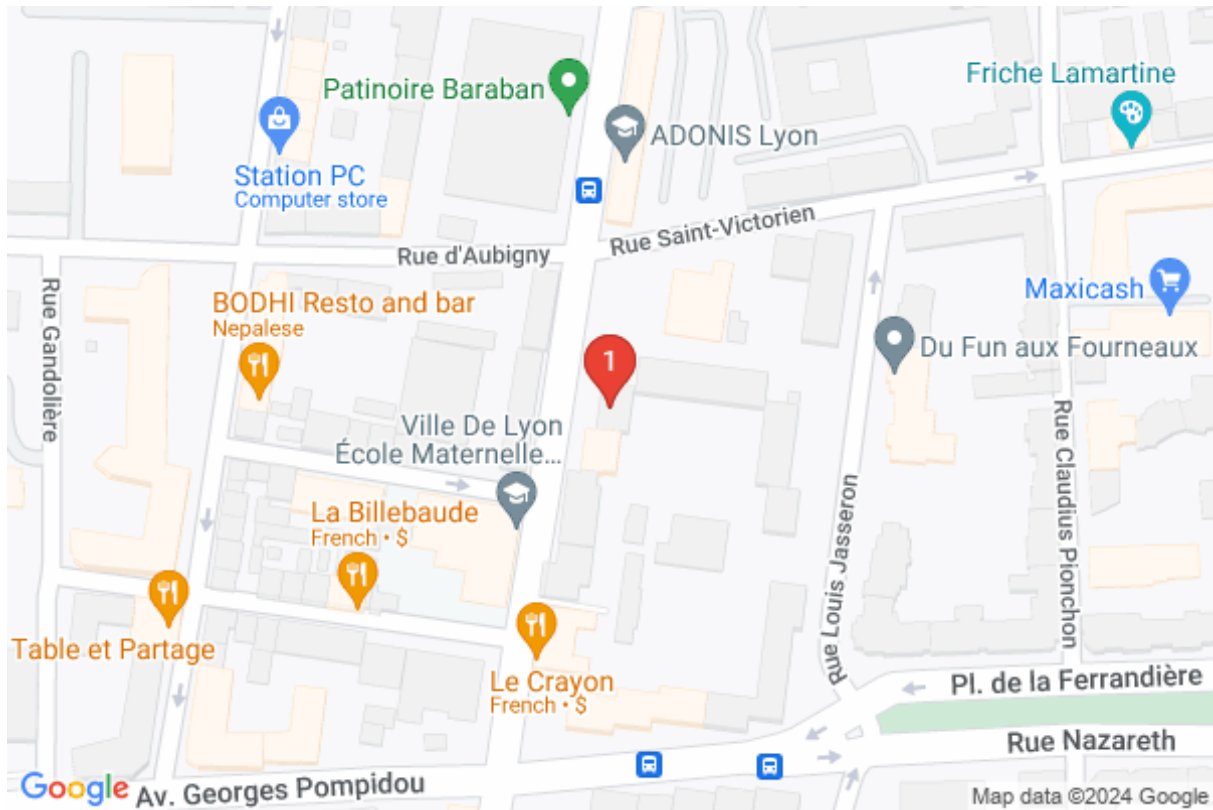 Friche Lamartine
Patinoire Baraban
ADONIS Lyon
Station PC
Computer store
Rue Saint-Victorien
Rue d'Aubigny
Rue Gandolière
BODHI Resto and bar
Nepalese
Maxicash
1
Du Fun aux Fourneaux
Ville De Lyon
École Maternelle...
Rue Claudius Pionchon
La Billebaude
French • $
Rue Louis Jasseron
Table et Partage
Le Crayon
French • $
Pl. de la Ferrandière
Rue Nazareth
Av. Georges Pompidou
Google
Map data ©2024 Google